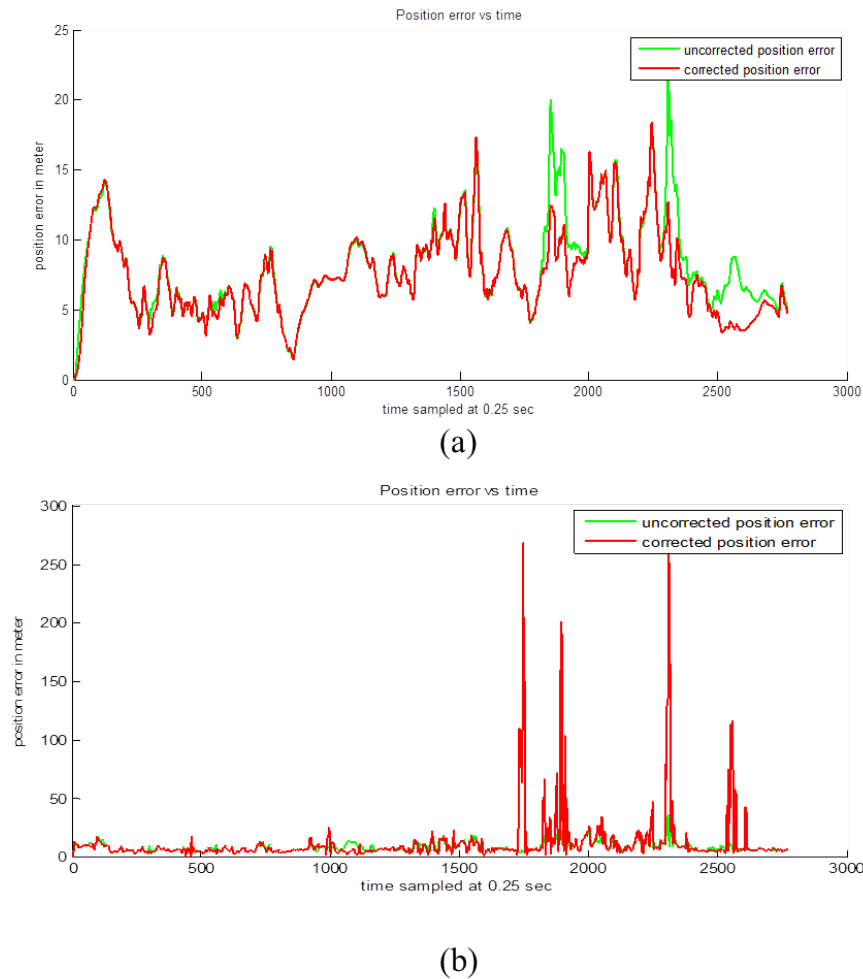 Position error vs time
25
uncorrected position error
corrected position error
20
15
10
5
0
position error in meter
0 500 1000 1500 2000 2500 3000
time sampled at 0.25 sec
(a)
Position error vs time
300
uncorrected position error
corrected position error
250
200
150
100
50
0
position error in meter
0 500 1000 1500 2000 2500 3000
time sampled at 0.25 sec
(b)